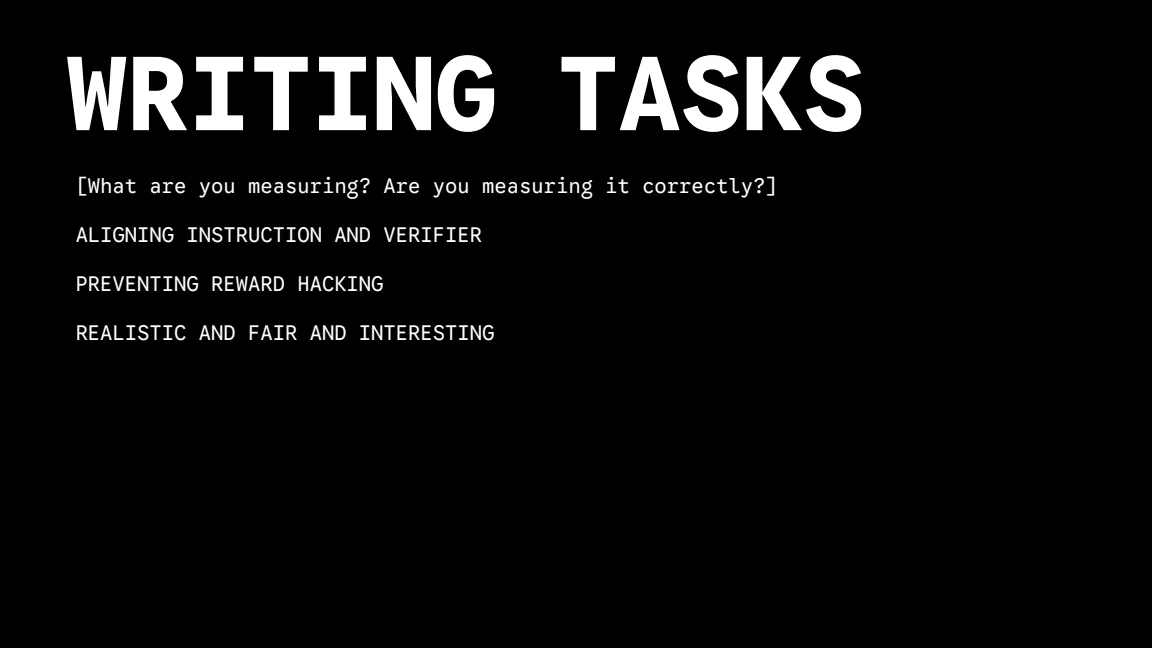 WRITING TASKS
[What are you measuring? Are you measuring it correctly?]
ALIGNING INSTRUCTION AND VERIFIER
PREVENTING REWARD HACKING
REALISTIC AND FAIR AND INTERESTING